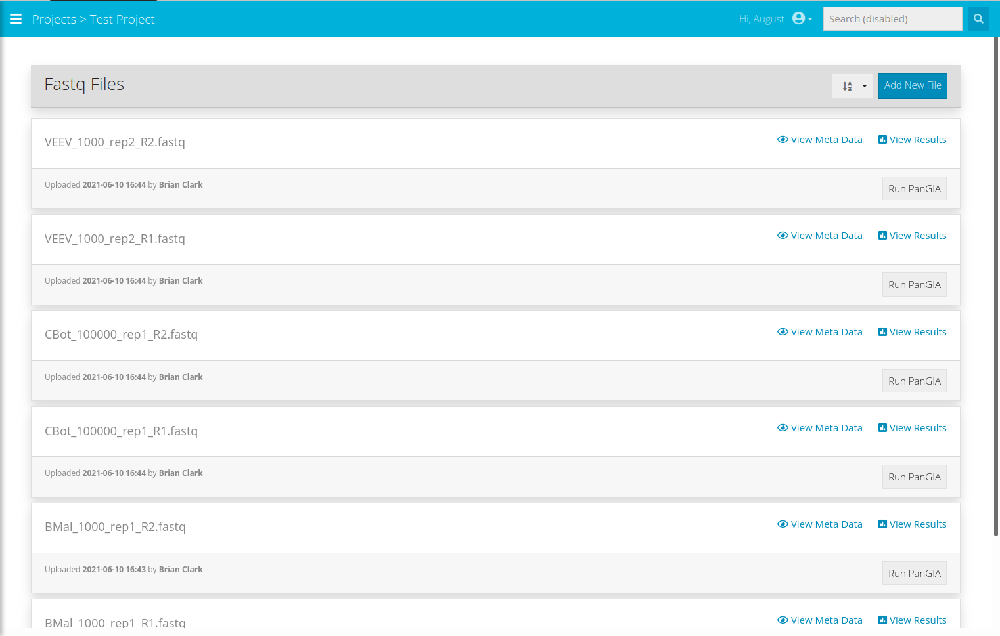 Projects > Test Project
Hi, August
Search (disabled)
Fastq Files
Add New File
VEEV_1000_rep2_R2.fastq
View Meta Data
View Results
Uploaded 2021-06-10 16:44 by Brian Clark
Run PanGIA
VEEV_1000_rep2_R1.fastq
View Meta Data
View Results
Uploaded 2021-06-10 16:44 by Brian Clark
Run PanGIA
CBot_100000_rep1_R2.fastq
View Meta Data
View Results
Uploaded 2021-06-10 16:44 by Brian Clark
Run PanGIA
CBot_100000_rep1_R1.fastq
View Meta Data
View Results
Uploaded 2021-06-10 16:44 by Brian Clark
Run PanGIA
BMal_1000_rep1_R2.fastq
View Meta Data
View Results
Uploaded 2021-06-10 16:43 by Brian Clark
Run PanGIA
BMal_1000_rep1_R1.fastq
View Meta Data
View Results